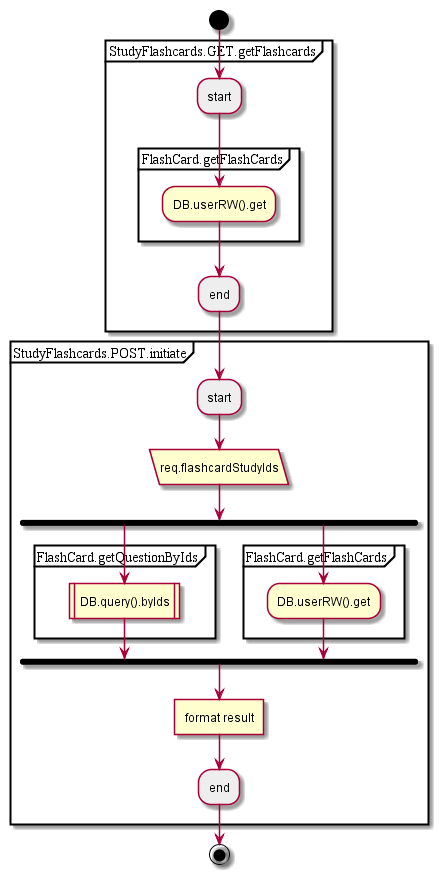 StudyFlashcards.GET.getFlashcards
start
FlashCard.getFlashCards
DB.userRW().get
end
StudyFlashcards.POST.initiate
start
req.flashcardStudyIds
FlashCard.getQuestionByIds
FlashCard.getFlashCards
DB.query().byIds
DB.userRW().get
format result
end